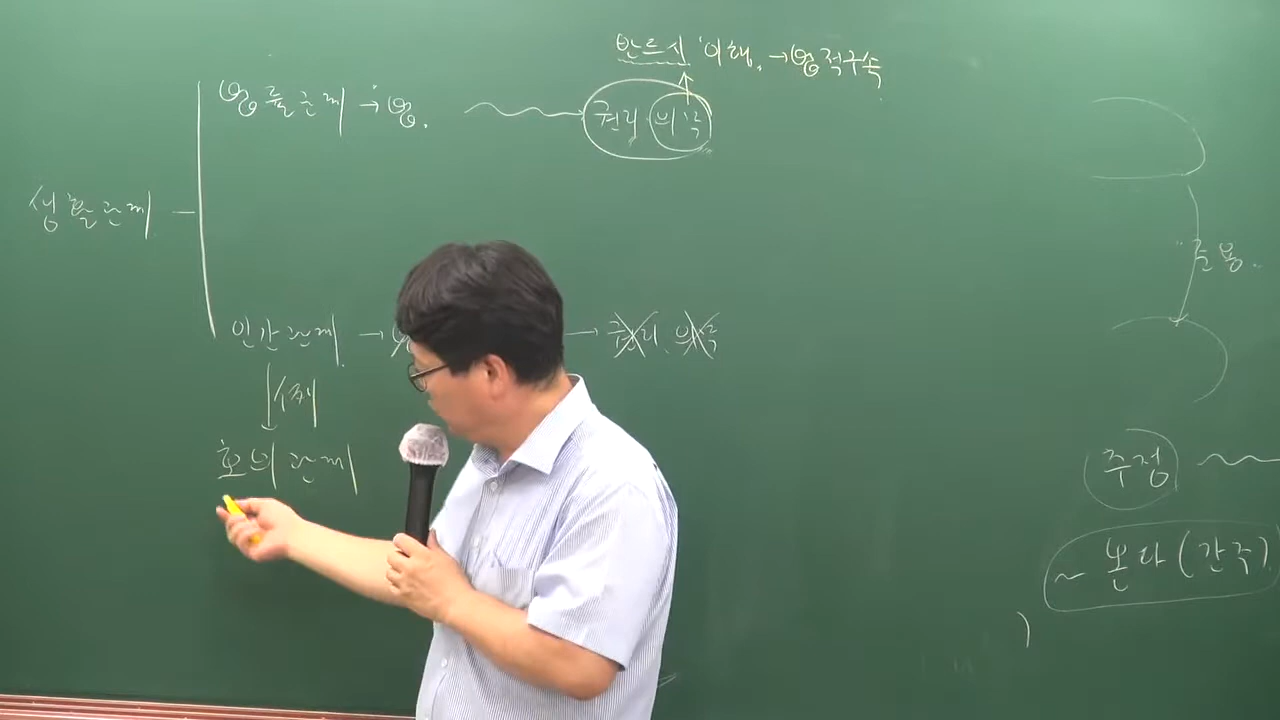 반드시 이행. → 법적구속
법률관계 → 법.
권리 의무
생활관계
준용
인간관계 →
→ 권리, 의무
호의관계
추정
~ 본다 (간주)